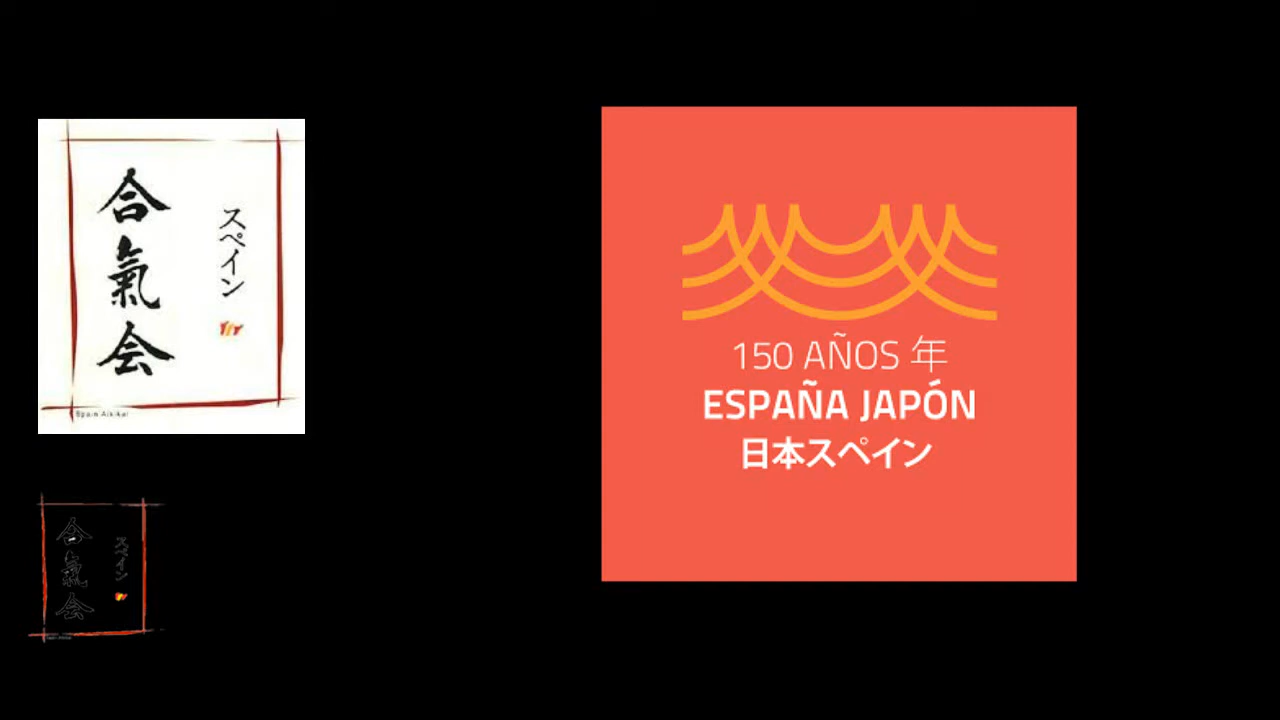 合氣会
スペイン
Spain Aikikai
150 AÑOS 年
ESPAÑA JAPÓN
日本スペイン
合氣会
スペイン